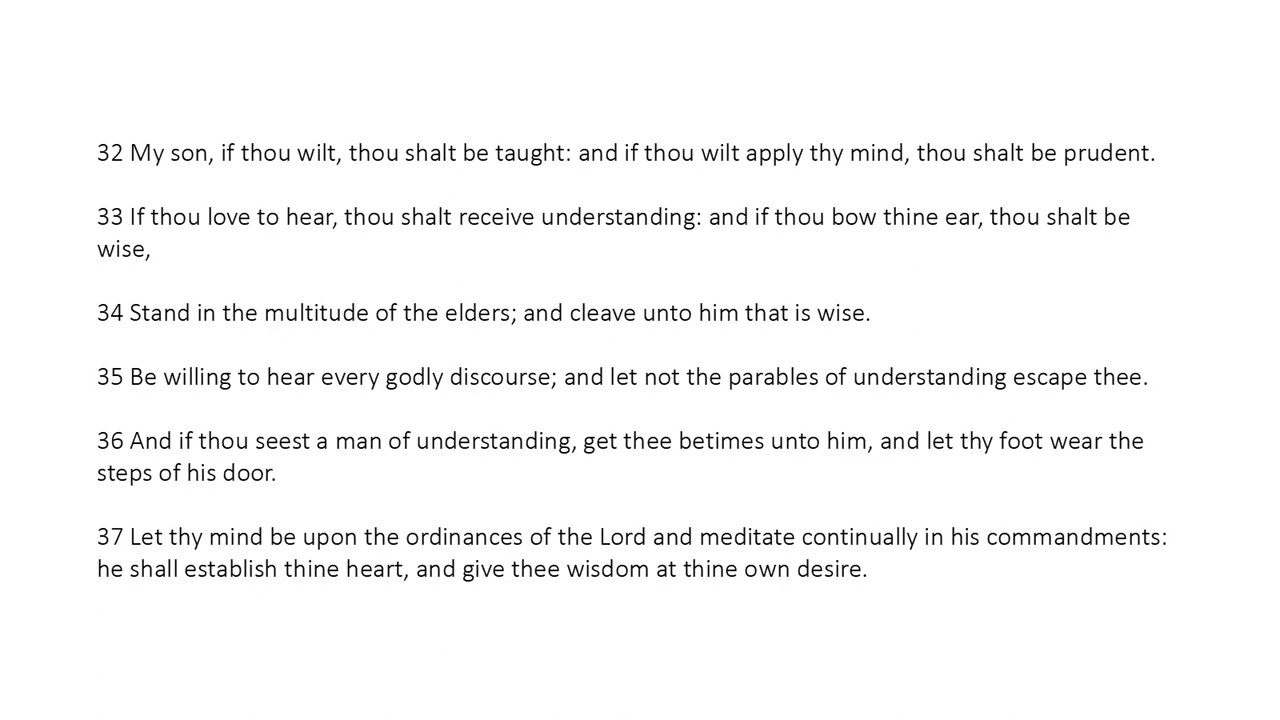 32 My son, if thou wilt, thou shalt be taught: and if thou wilt apply thy mind, thou shalt be prudent.
33 If thou love to hear, thou shalt receive understanding: and if thou bow thine ear, thou shalt be
wise,
34 Stand in the multitude of the elders; and cleave unto him that is wise.
35 Be willing to hear every godly discourse; and let not the parables of understanding escape thee.
36 And if thou seest a man of understanding, get thee betimes unto him, and let thy foot wear the
steps of his door.
37 Let thy mind be upon the ordinances of the Lord and meditate continually in his commandments:
he shall establish thine heart, and give thee wisdom at thine own desire.